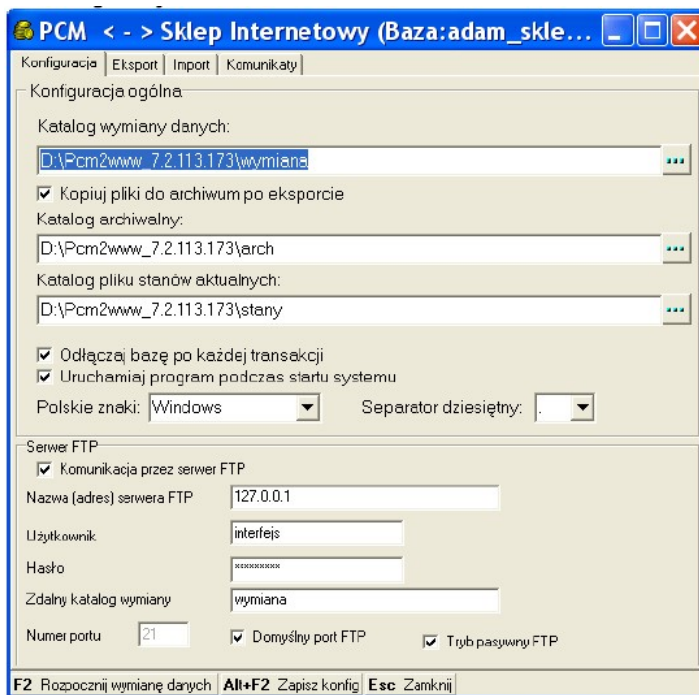 PCM < - > Sklep Internetowy (Baza:adam_skle...
Konfiguracja Eksport Import Komunikaty
Konfiguracja ogólna
Katalog wymiany danych:
D:\Pcm2www_7.2.113.173\wymiana ...
Kopiuj pliki do archiwum po eksporcie
Katalog archiwalny:
D:\Pcm2www_7.2.113.173\arch ...
Katalog pliku stanów aktualnych:
D:\Pcm2www_7.2.113.173\stany ...
Odłączaj bazę po każdej transakcji
Uruchamiaj program podczas startu systemu
Polskie znaki: Windows Separator dziesiętny: .
Serwer FTP
Komunikacja przez serwer FTP
Nazwa (adres) serwera FTP 127.0.0.1
Użytkownik interfejs
Hasło xxxxxxxxx
Zdalny katalog wymiany wymiana
Numer portu 21 Domyślny port FTP Tryb pasywny FTP
F2 Rozpocznij wymianę danych Alt+F2 Zapisz konfig Esc Zamknij